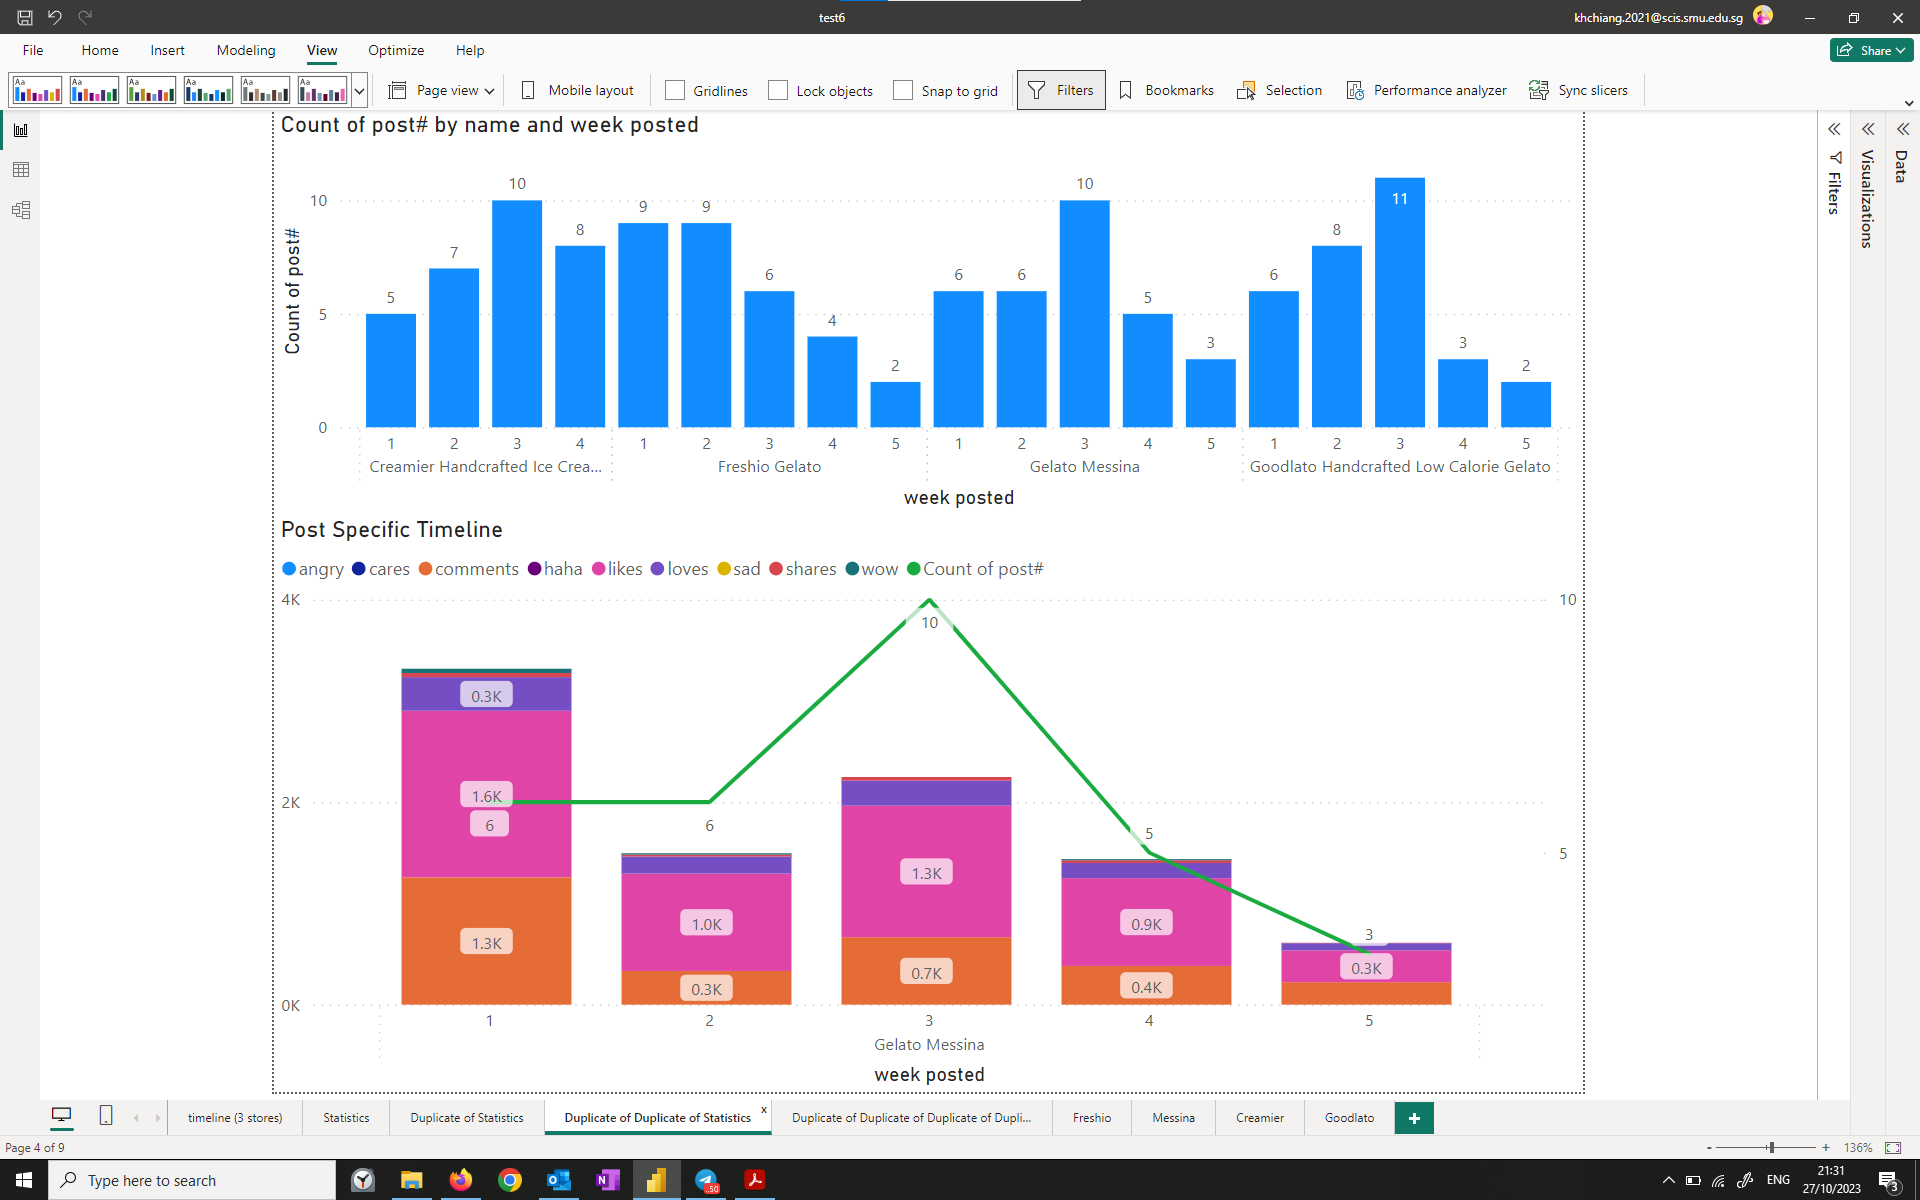 test6
khchiang.2021@scis.smu.edu.sg
File Home Insert Modeling View Optimize Help
Share
Aa Aa Aa Aa Aa Aa
Page view Mobile layout Gridlines Lock objects Snap to grid Filters Bookmarks Selection Performance analyzer Sync slicers
Count of post# by name and week posted
Count of post#
10
5
0
5 7 10 8 9 9 6 4 2 6 6 10 5 3 6 8 11 3 2
1 2 3 4 1 2 3 4 5 1 2 3 4 5 1 2 3 4 5
Creamier Handcrafted Ice Crea... Freshio Gelato Gelato Messina Goodlato Handcrafted Low Calorie Gelato
week posted
Post Specific Timeline
angry cares comments haha likes loves sad shares wow Count of post#
4K 10
10
0.3K
1.6K
2K
6 6
5
5
1.3K
1.0K
1.3K
0.9K
3
0.3K
0.3K
0.7K
0.4K
0K
1 2 3 4 5
Gelato Messina
week posted
Filters
Visualizations
Data
timeline (3 stores) Statistics Duplicate of Statistics Duplicate of Duplicate of Statistics x Duplicate of Duplicate of Duplicate of Dupli... Freshio Messina Creamier Goodlato +
Page 4 of 9
- + 136%
Type here to search
N
50
ENG
21:31
27/10/2023
3